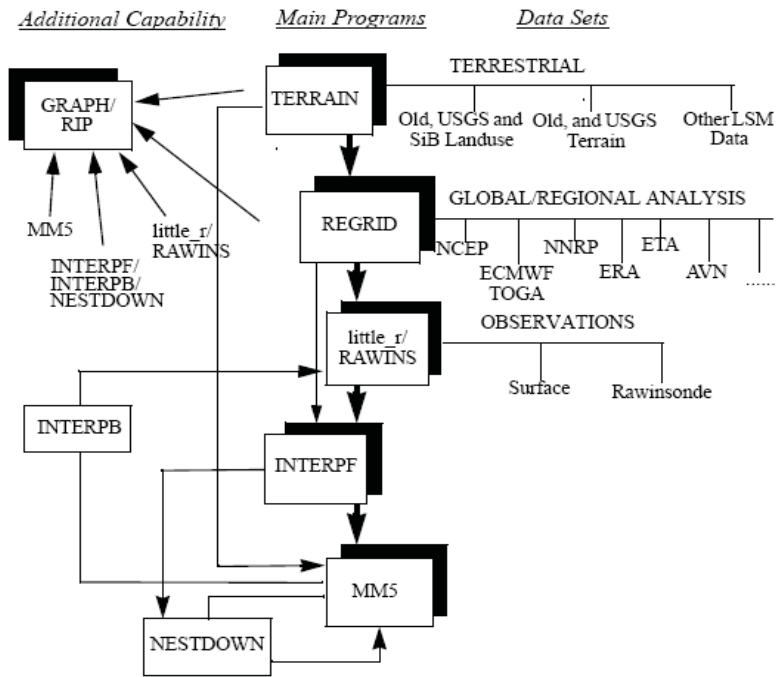 Additional Capability
Main Programs
Data Sets
GRAPH/
RIP
MM5
INTERPF/
INTERPB/
NESTDOWN
little_r/
RAWINS
TERRAIN
TERRESTRIAL
Old, USGS and
SiB Landuse
Old, and USGS
Terrain
Other LSM
Data
REGRID
GLOBAL/REGIONAL ANALYSIS
NCEP
ECMWF
TOGA
NNRP
ERA
ETA
AVN
......
little_r/
RAWINS
OBSERVATIONS
Surface
Rawinsonde
INTERPB
INTERPF
MM5
NESTDOWN